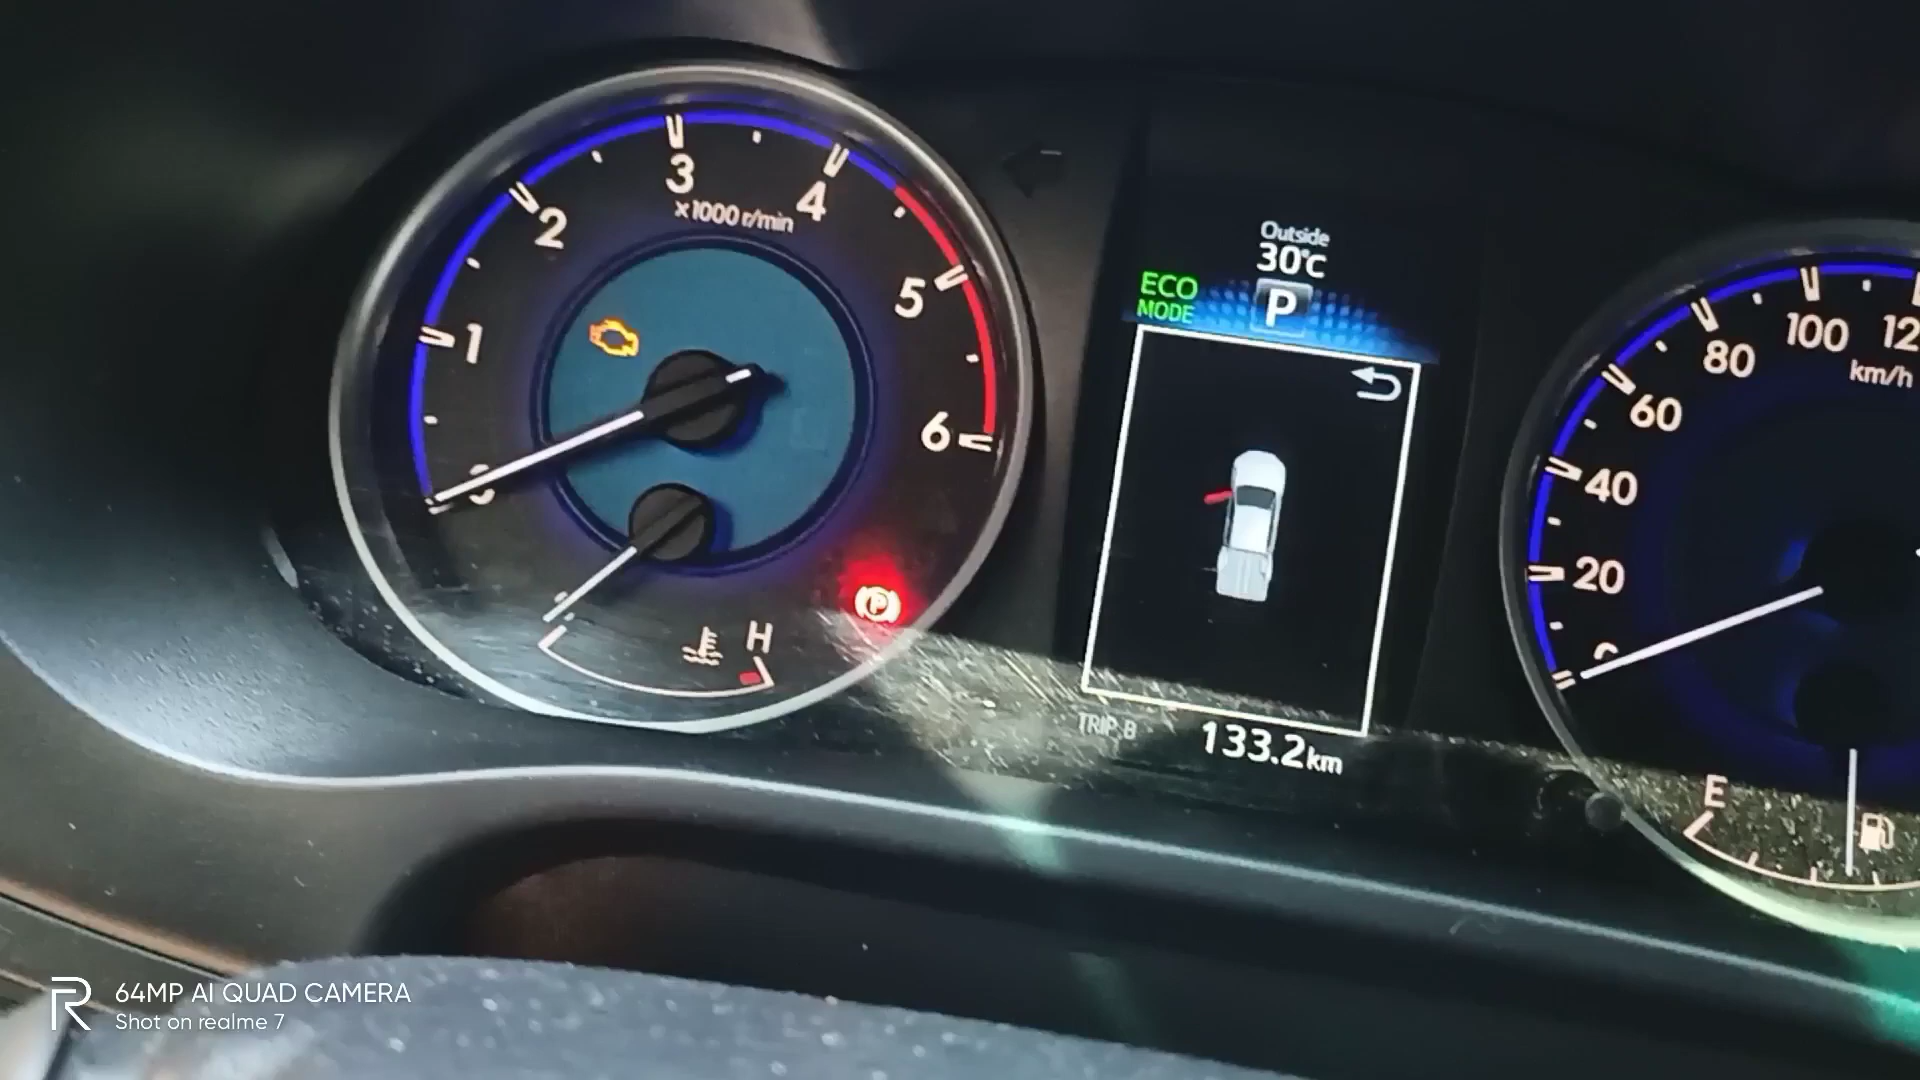 3
4
2
x1000 r/min
5
1
6
H
P
Outside
30°C
ECO
MODE
P
TRIP B
133.2km
100
80
km/h
60
40
20
E
64MP AI QUAD CAMERA
Shot on realme 7